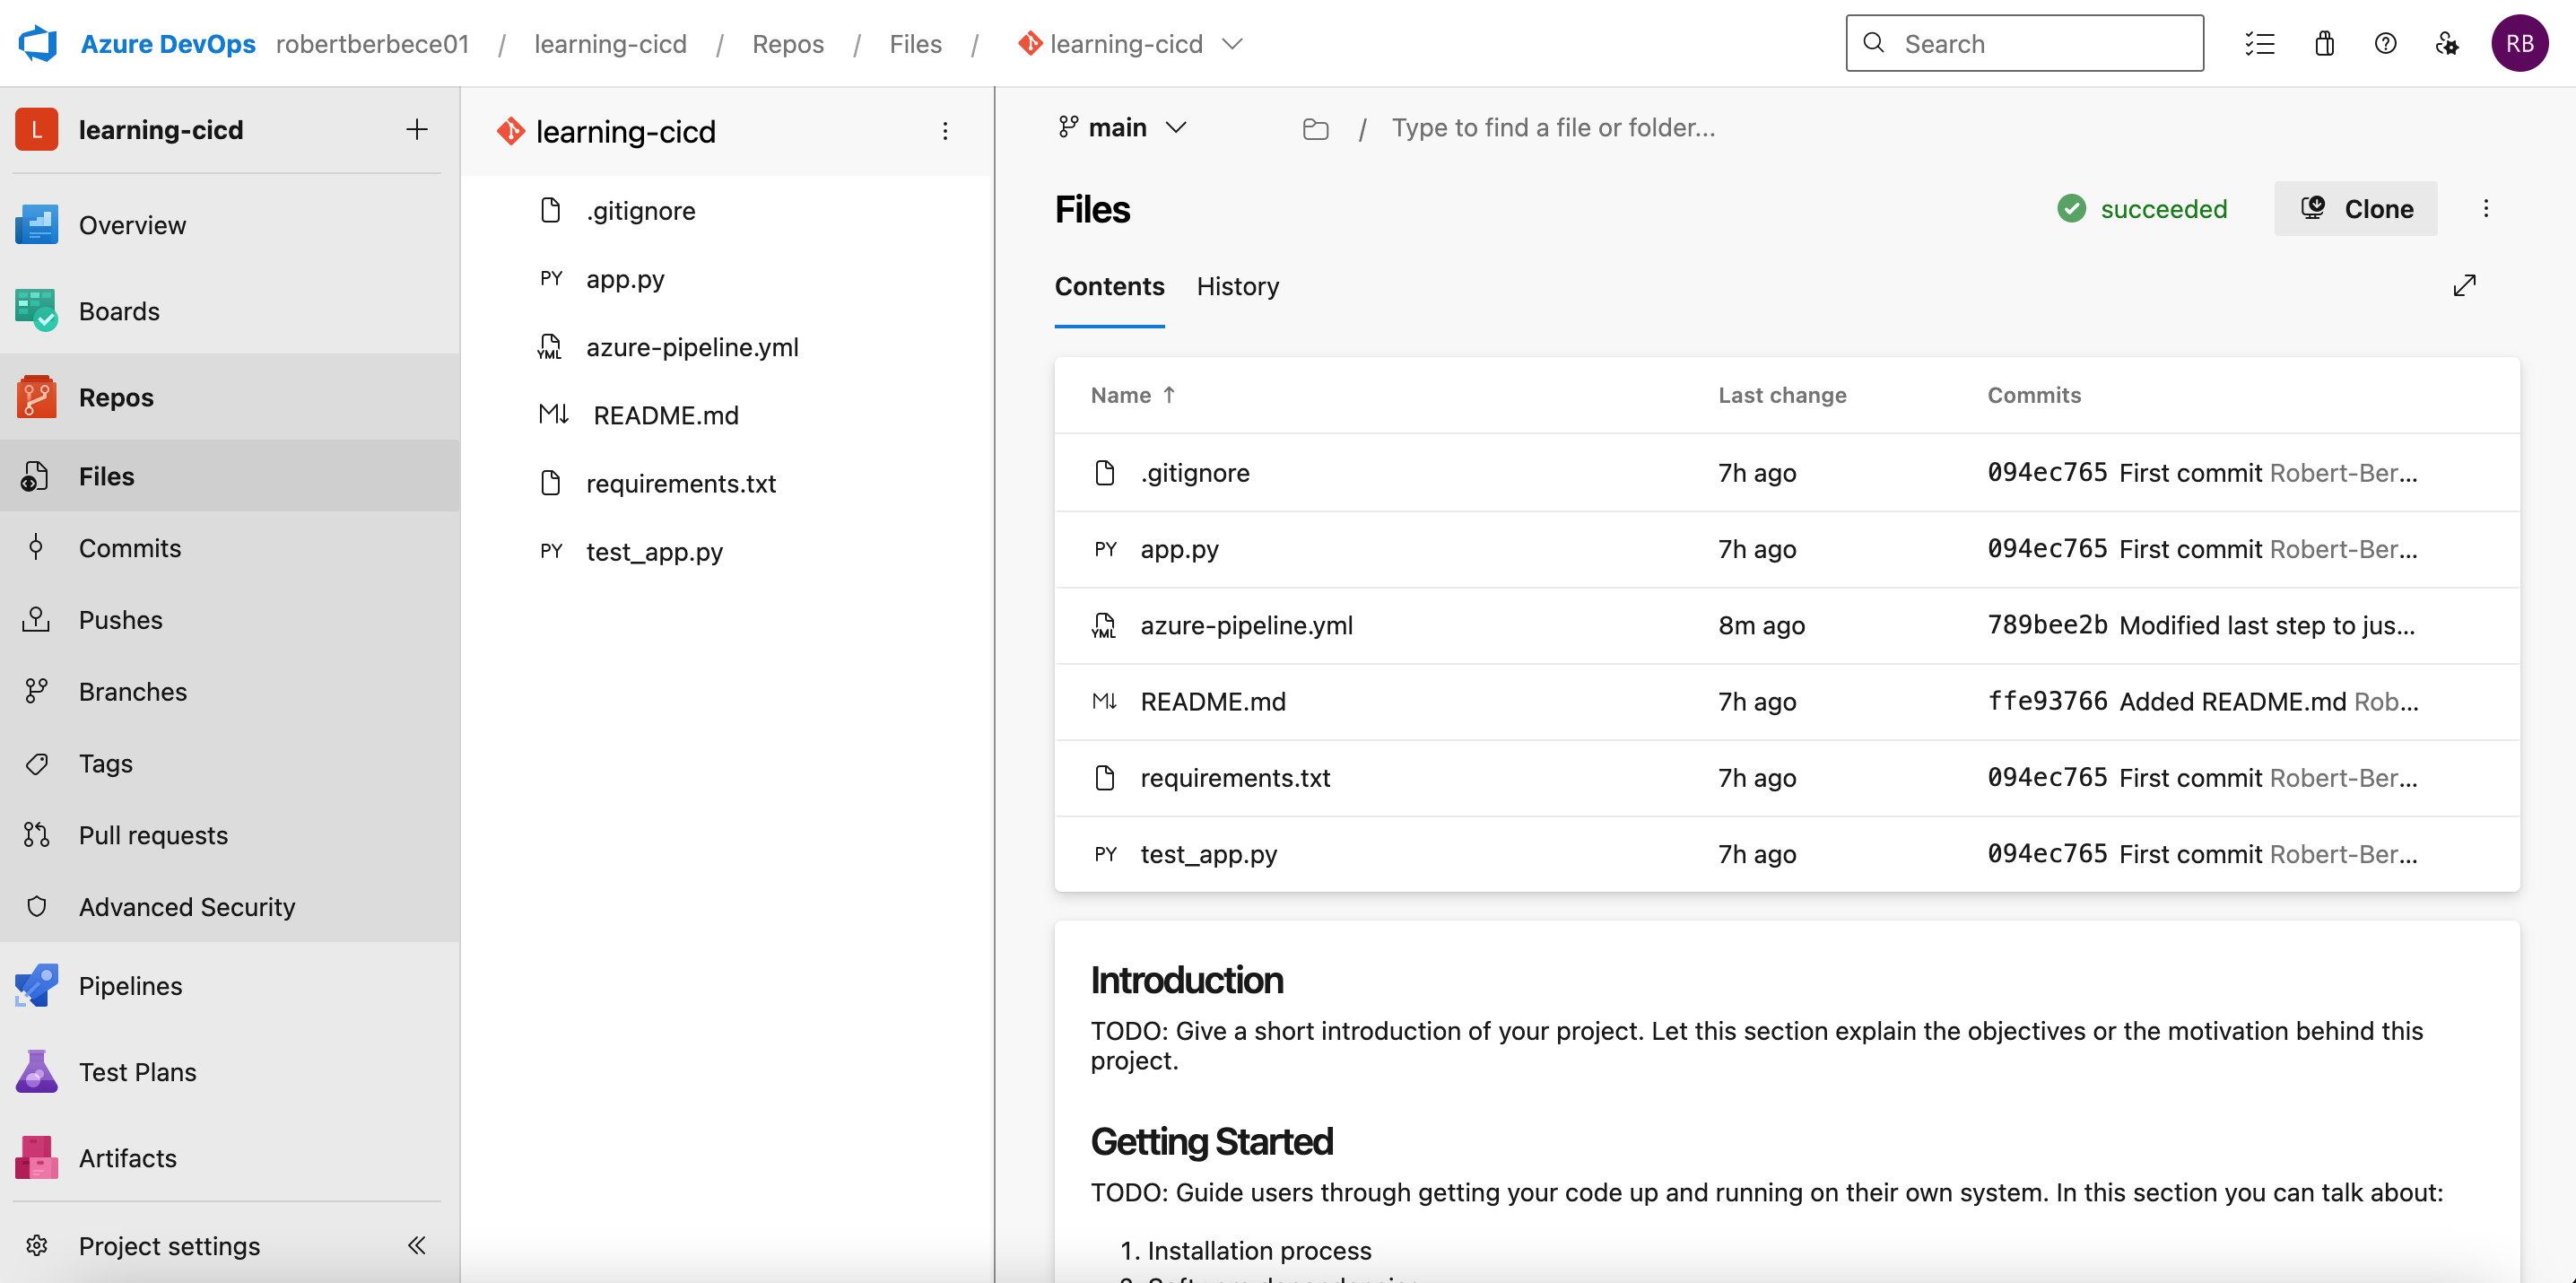 Azure DevOps robertberbece01 / learning-cicd / Repos / Files / learning-cicd
Search
RB
L learning-cicd
Overview
Boards
Repos
Files
Commits
Pushes
Branches
Tags
Pull requests
Advanced Security
Pipelines
Test Plans
Artifacts
Project settings
learning-cicd
.gitignore
PY app.py
YML azure-pipeline.yml
M↓ README.md
requirements.txt
PY test_app.py
main / Type to find a file or folder...
Files
succeeded
Clone
Contents History
Name ↑ Last change Commits
.gitignore 7h ago 094ec765 First commit Robert-Ber...
PY app.py 7h ago 094ec765 First commit Robert-Ber...
YML azure-pipeline.yml 8m ago 789bee2b Modified last step to jus...
M↓ README.md 7h ago ffe93766 Added README.md Rob...
requirements.txt 7h ago 094ec765 First commit Robert-Ber...
PY test_app.py 7h ago 094ec765 First commit Robert-Ber...
Introduction
TODO: Give a short introduction of your project. Let this section explain the objectives or the motivation behind this
project.
Getting Started
TODO: Guide users through getting your code up and running on their own system. In this section you can talk about:
1. Installation process